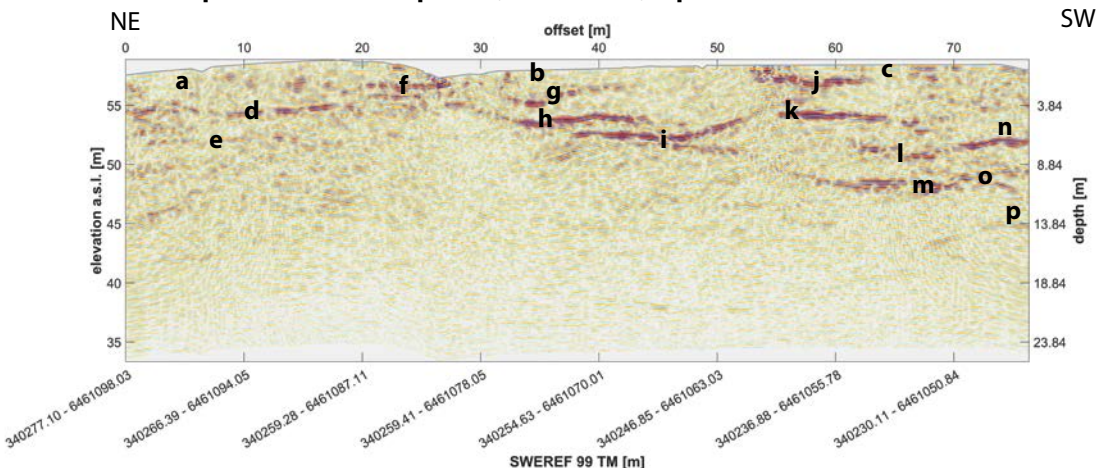 NE
SW
offset [m]
0 10 20 30 40 50 60 70
a
b
c
d
e
f
g
h
i
j
k
l
m
n
o
p
elevation a.s.l. [m]
55
50
45
40
35
depth [m]
3.84
8.84
13.84
18.84
23.84
340277.10 - 6461098.03
340266.39 - 6461094.05
340259.28 - 6461087.11
340259.41 - 6461078.05
340254.63 - 6461070.01
340246.85 - 6461063.03
340236.88 - 6461055.78
340230.11 - 6461050.84
SWEREF 99 TM [m]